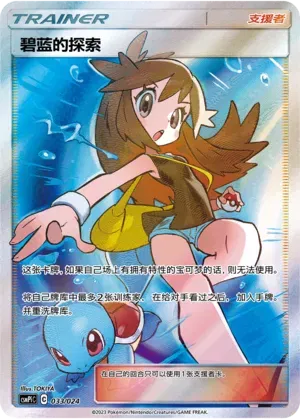 TRAINER
支援者
碧蓝的探索
这张卡牌，如果自己场上有拥有特性的宝可梦的话，则无法使用。
将自己牌库中最多2张训练家，在给对手看过之后，加入手牌。
并重洗牌库。
Illus. TOKIYA
csmPiC C 033/024
在自己的回合只可以使用1张支援者卡。
©2023 Pokémon/Nintendo/Creatures/GAME FREAK.